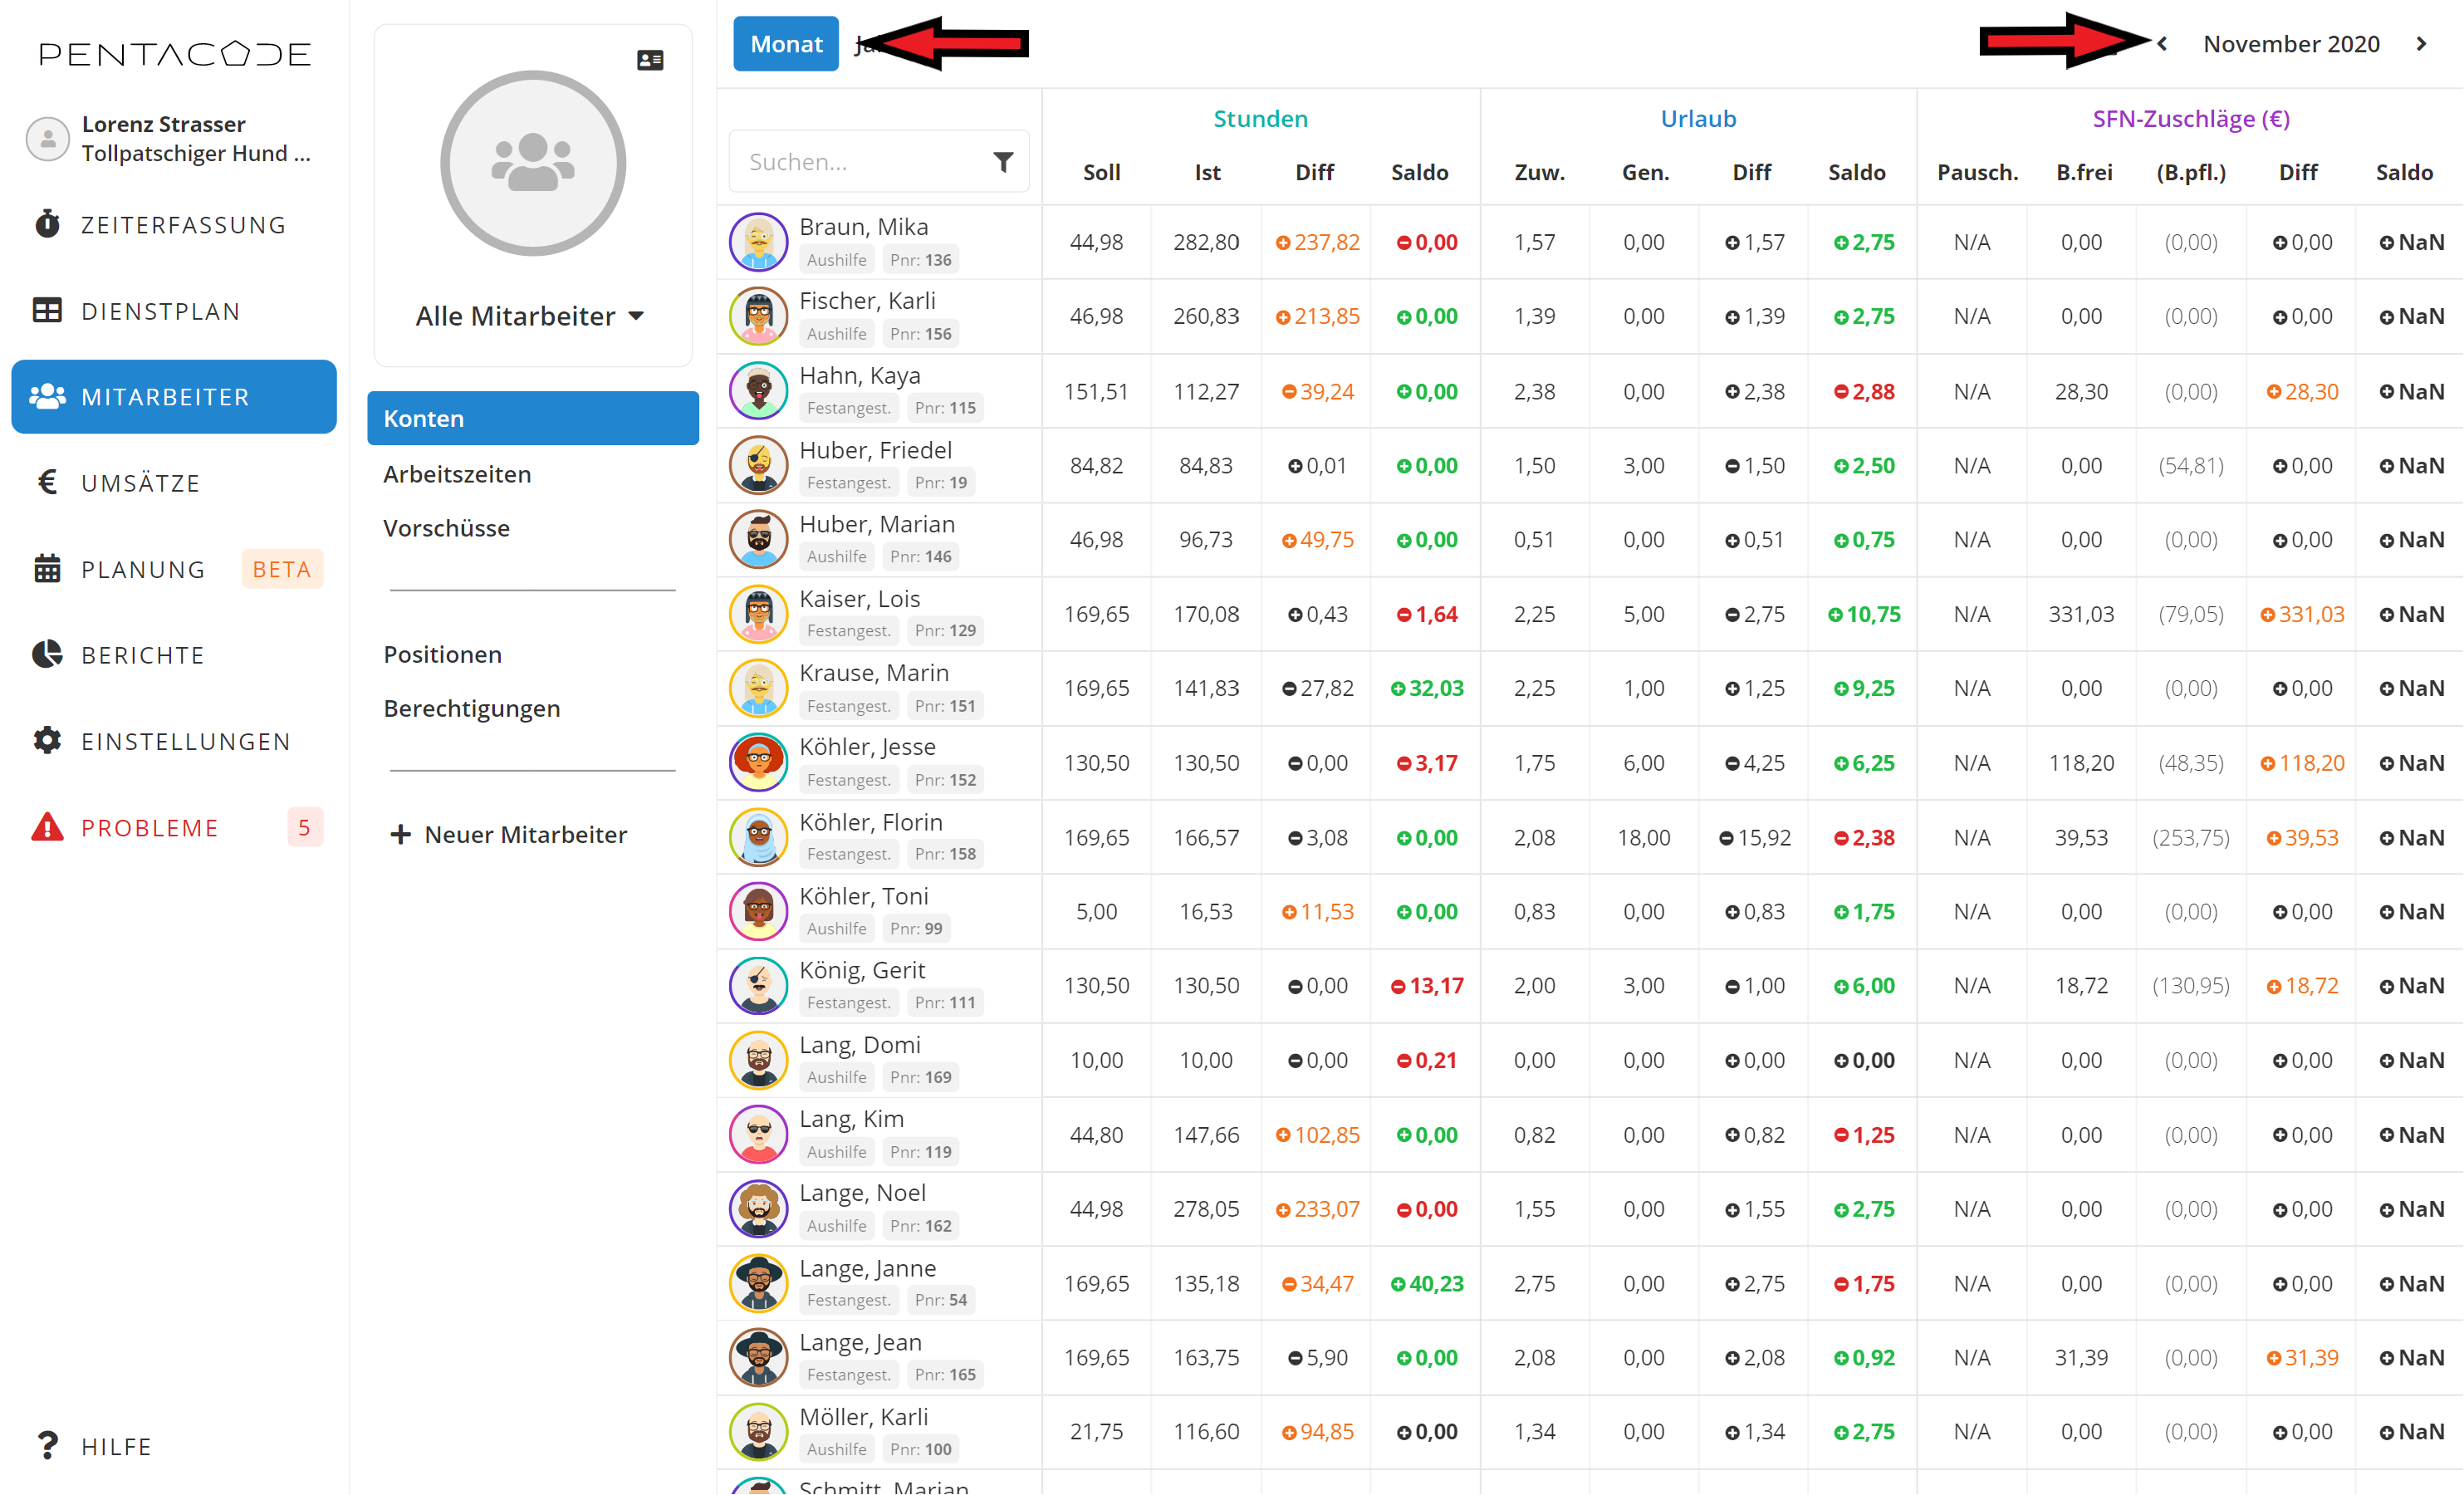 PENTACODE
Lorenz Strasser
Tollpatschiger Hund ...
ZEITERFASSUNG
DIENSTPLAN
MITARBEITER
UMSÄTZE
PLANUNG BETA
BERICHTE
EINSTELLUNGEN
PROBLEME 5
HILFE
Alle Mitarbeiter
Konten
Arbeitszeiten
Vorschüsse
Positionen
Berechtigungen
Neuer Mitarbeiter
Monat
November 2020
Suchen...
Stunden Urlaub SFN-Zuschläge (€)
Soll Ist Diff Saldo Zuw. Gen. Diff Saldo Pausch. B.frei (B.pfl.) Diff Saldo
Braun, Mika
Aushilfe Pnr: 136
44,98 282,80 237,82 0,00 1,57 0,00 1,57 2,75 N/A 0,00 (0,00) 0,00 NaN
Fischer, Karli
Aushilfe Pnr: 156
46,98 260,83 213,85 0,00 1,39 0,00 1,39 2,75 N/A 0,00 (0,00) 0,00 NaN
Hahn, Kaya
Festangest. Pnr: 115
151,51 112,27 39,24 0,00 2,38 0,00 2,38 2,88 N/A 28,30 (0,00) 28,30 NaN
Huber, Friedel
Festangest. Pnr: 19
84,82 84,83 0,01 0,00 1,50 3,00 1,50 2,50 N/A 0,00 (54,81) 0,00 NaN
Huber, Marian
Aushilfe Pnr: 146
46,98 96,73 49,75 0,00 0,51 0,00 0,51 0,75 N/A 0,00 (0,00) 0,00 NaN
Kaiser, Lois
Festangest. Pnr: 129
169,65 170,08 0,43 1,64 2,25 5,00 2,75 10,75 N/A 331,03 (79,05) 331,03 NaN
Krause, Marin
Festangest. Pnr: 151
169,65 141,83 27,82 32,03 2,25 1,00 1,25 9,25 N/A 0,00 (0,00) 0,00 NaN
Köhler, Jesse
Festangest. Pnr: 152
130,50 130,50 0,00 3,17 1,75 6,00 4,25 6,25 N/A 118,20 (48,35) 118,20 NaN
Köhler, Florin
Festangest. Pnr: 158
169,65 166,57 3,08 0,00 2,08 18,00 15,92 2,38 N/A 39,53 (253,75) 39,53 NaN
Köhler, Toni
Aushilfe Pnr: 99
5,00 16,53 11,53 0,00 0,83 0,00 0,83 1,75 N/A 0,00 (0,00) 0,00 NaN
König, Gerit
Festangest. Pnr: 111
130,50 130,50 0,00 13,17 2,00 3,00 1,00 6,00 N/A 18,72 (130,95) 18,72 NaN
Lang, Domi
Aushilfe Pnr: 169
10,00 10,00 0,00 0,21 0,00 0,00 0,00 0,00 N/A 0,00 (0,00) 0,00 NaN
Lang, Kim
Aushilfe Pnr: 119
44,80 147,66 102,85 0,00 0,82 0,00 0,82 1,25 N/A 0,00 (0,00) 0,00 NaN
Lange, Noel
Aushilfe Pnr: 162
44,98 278,05 233,07 0,00 1,55 0,00 1,55 2,75 N/A 0,00 (0,00) 0,00 NaN
Lange, Janne
Festangest. Pnr: 54
169,65 135,18 34,47 40,23 2,75 0,00 2,75 1,75 N/A 0,00 (0,00) 0,00 NaN
Lange, Jean
Festangest. Pnr: 165
169,65 163,75 5,90 0,00 2,08 0,00 2,08 0,92 N/A 31,39 (0,00) 31,39 NaN
Möller, Karli
Aushilfe Pnr: 100
21,75 116,60 94,85 0,00 1,34 0,00 1,34 2,75 N/A 0,00 (0,00) 0,00 NaN
Schmitt, Marian